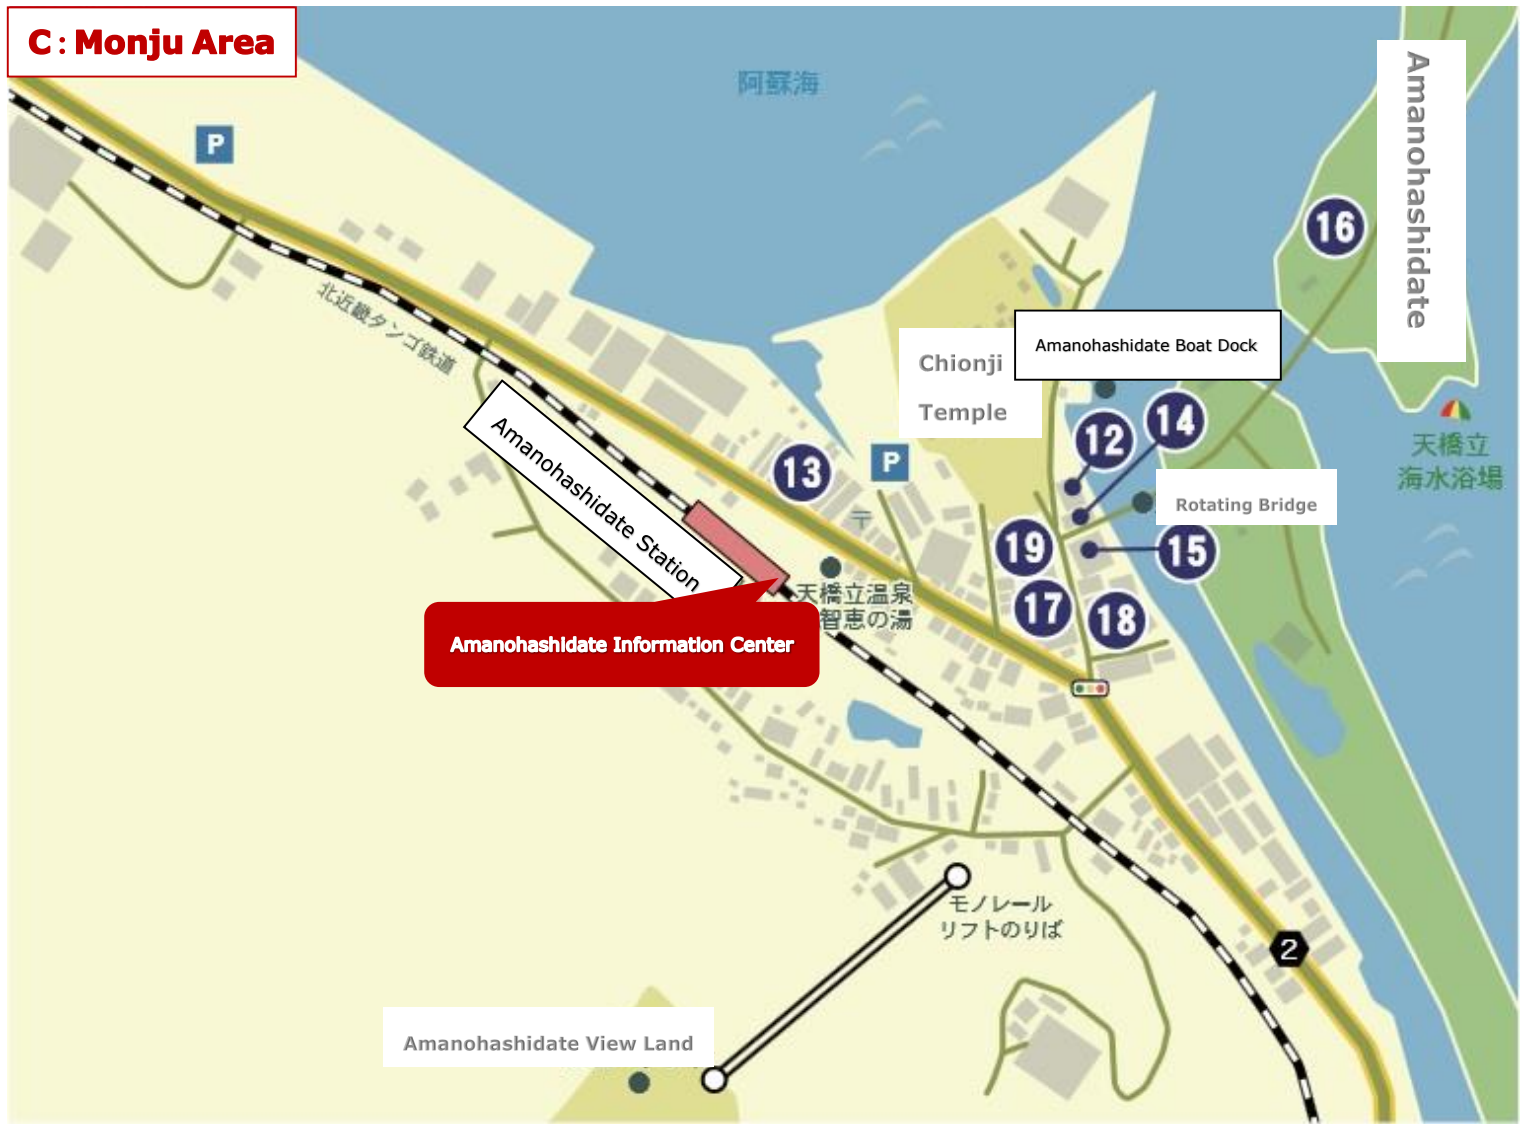 C：Monju Area
阿蘇海
P
Amanohashidate
16
北近畿タンゴ鉄道
Amanohashidate Boat Dock
Chionji
Temple
Amanohashidate Station
13
P
12
14
天橋立
海水浴場
Rotating Bridge
〒
19
15
天橋立温泉
智恵の湯
17
18
Amanohashidate Information Center
モノレール
リフトのりば
2
Amanohashidate View Land